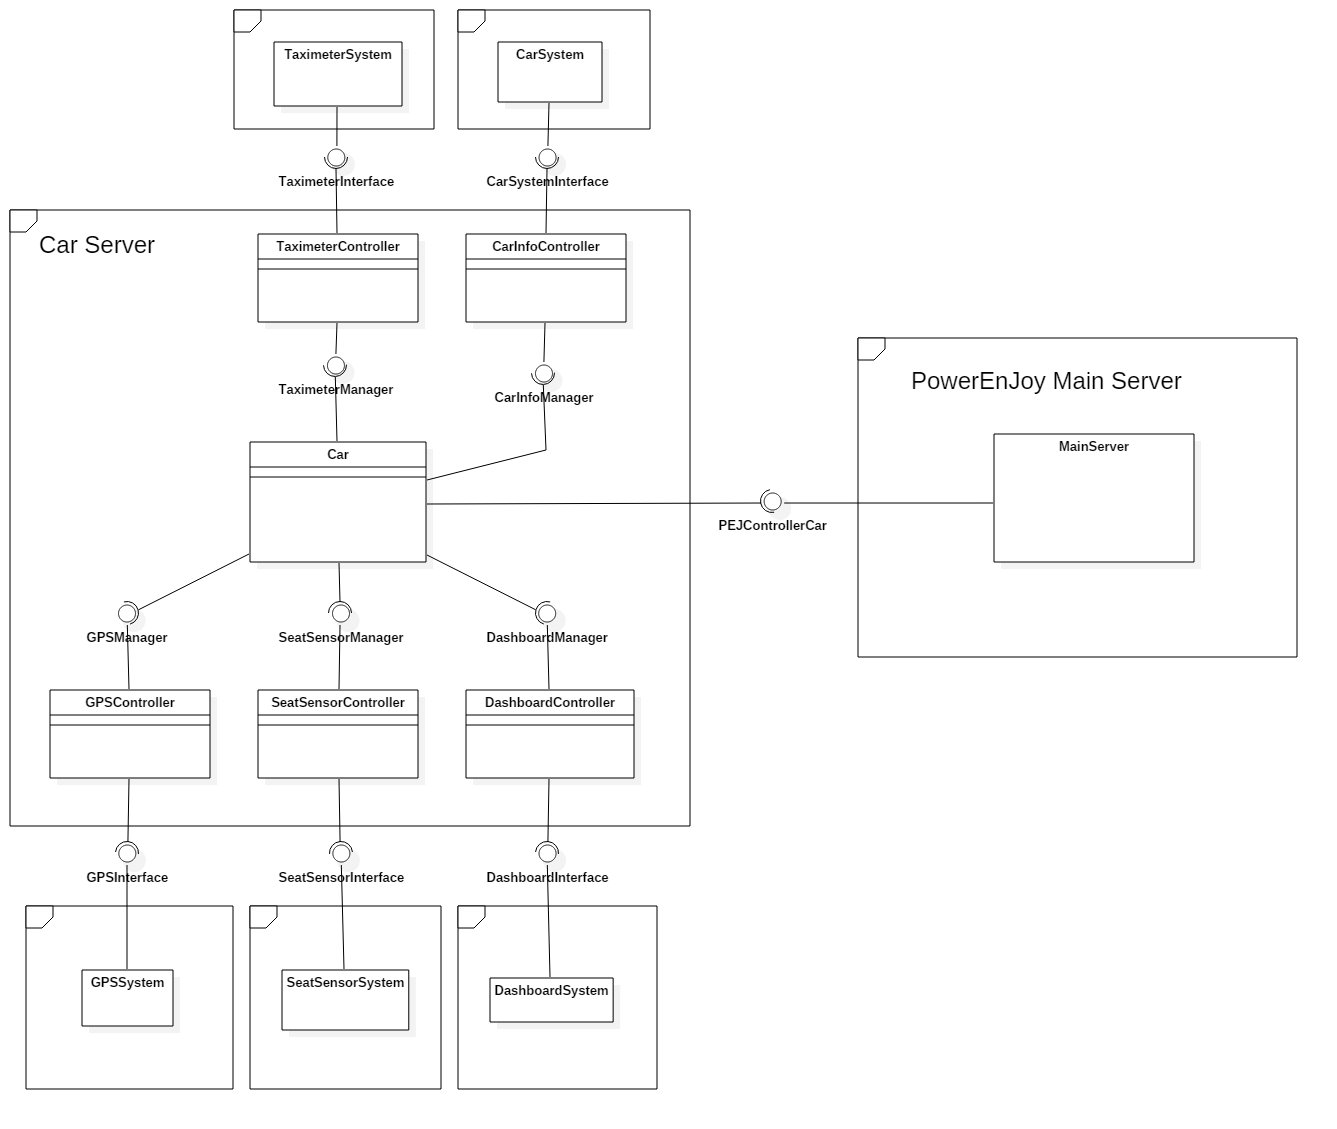 TaximeterSystem
CarSystem
TaximeterInterface
CarSystemInterface
Car Server
TaximeterController
CarInfoController
TaximeterManager
CarInfoManager
PowerEnJoy Main Server
MainServer
Car
PEJControllerCar
GPSManager
SeatSensorManager
DashboardManager
GPSController
SeatSensorController
DashboardController
GPSInterface
SeatSensorInterface
DashboardInterface
GPSSystem
SeatSensorSystem
DashboardSystem